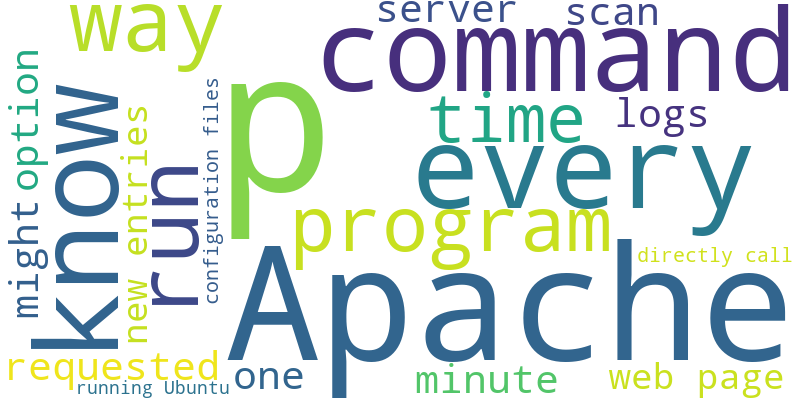 way
server
scan
command
know
option
might
new entries
run
configuration files
p
time
logs
every
program
directly call
Apache
requested
running Ubuntu
one
minute
web page